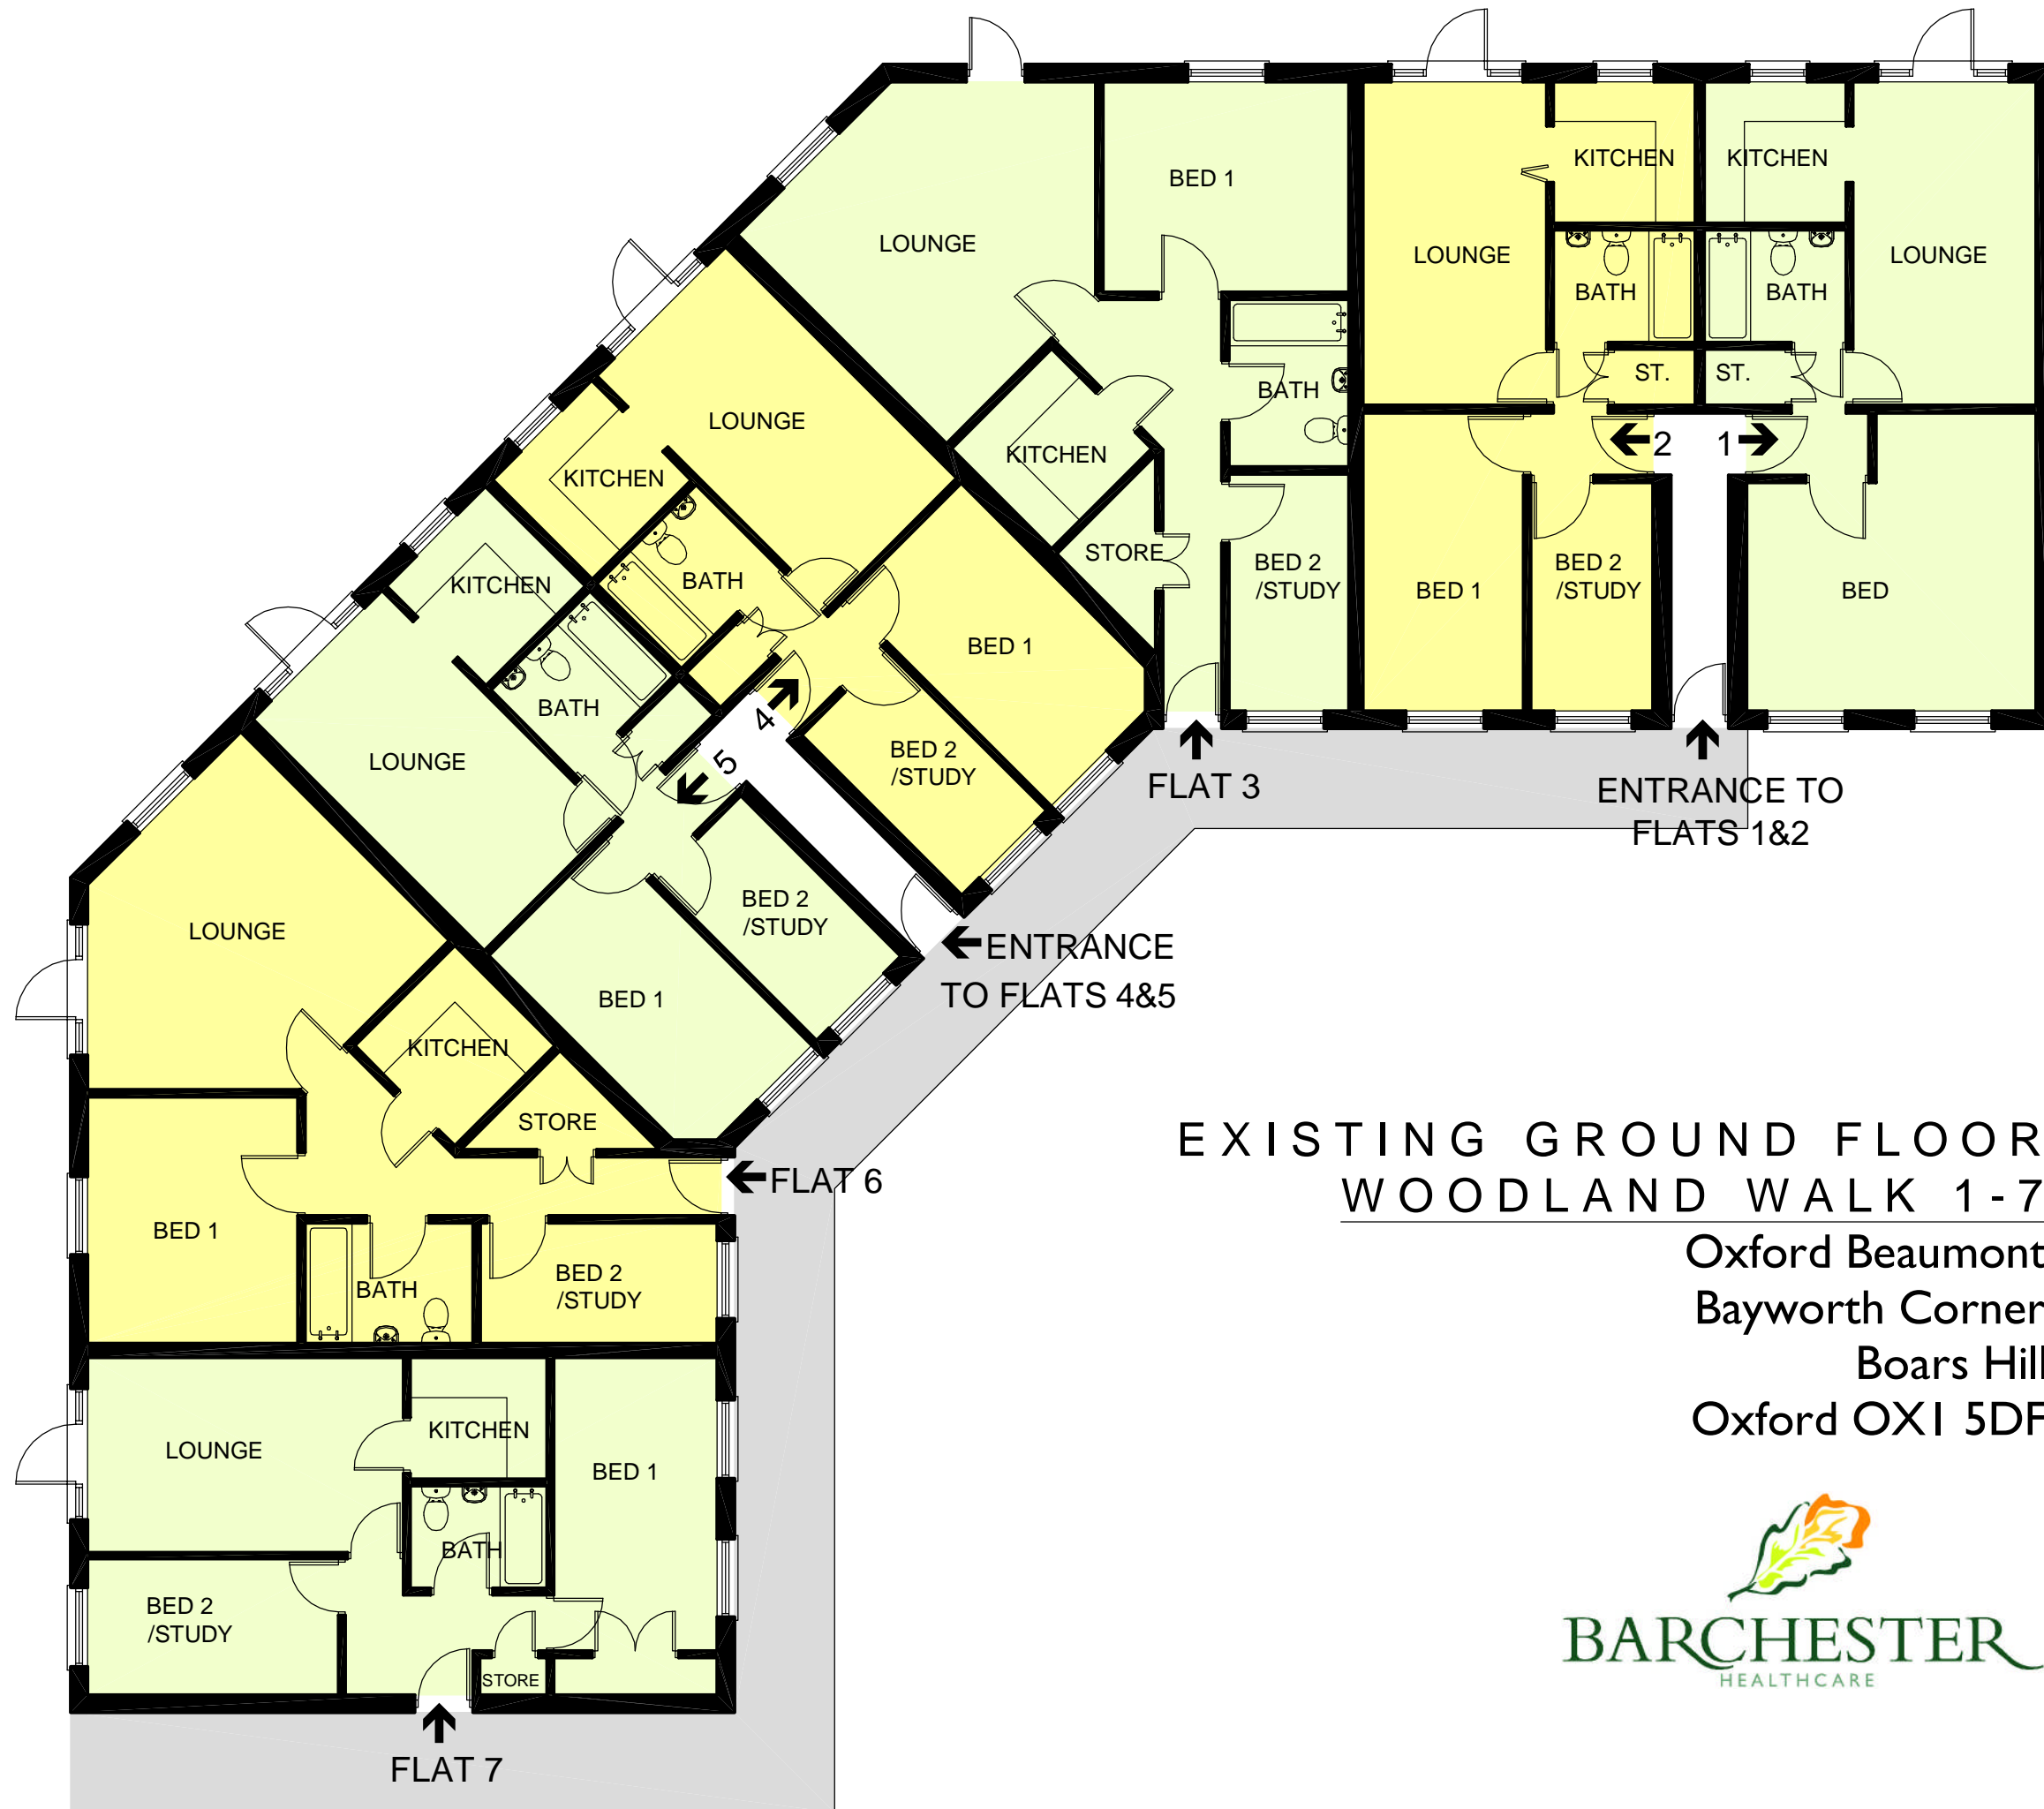 BED 1
KITCHEN
KITCHEN
LOUNGE
LOUNGE
LOUNGE
BATH
BATH
ST.
ST.
BATH
LOUNGE
2
1
KITCHEN
KITCHEN
STORE
BED 2
/STUDY
BED 1
BED 2
/STUDY
BED
KITCHEN
BATH
BED 1
BATH
4
5
LOUNGE
BED 2
/STUDY
FLAT 3
ENTRANCE TO
FLATS 1&2
BED 2
/STUDY
LOUNGE
ENTRANCE
TO FLATS 4&5
BED 1
KITCHEN
STORE
FLAT 6
BED 1
BATH
BED 2
/STUDY
EXISTING GROUND FLOOR
WOODLAND WALK 1-7
Oxford Beaumont
Bayworth Corner
Boars Hill
Oxford OX1 5DF
LOUNGE
KITCHEN
BED 1
BATH
BED 2
/STUDY
STORE
FLAT 7
BARCHESTER
HEALTHCARE